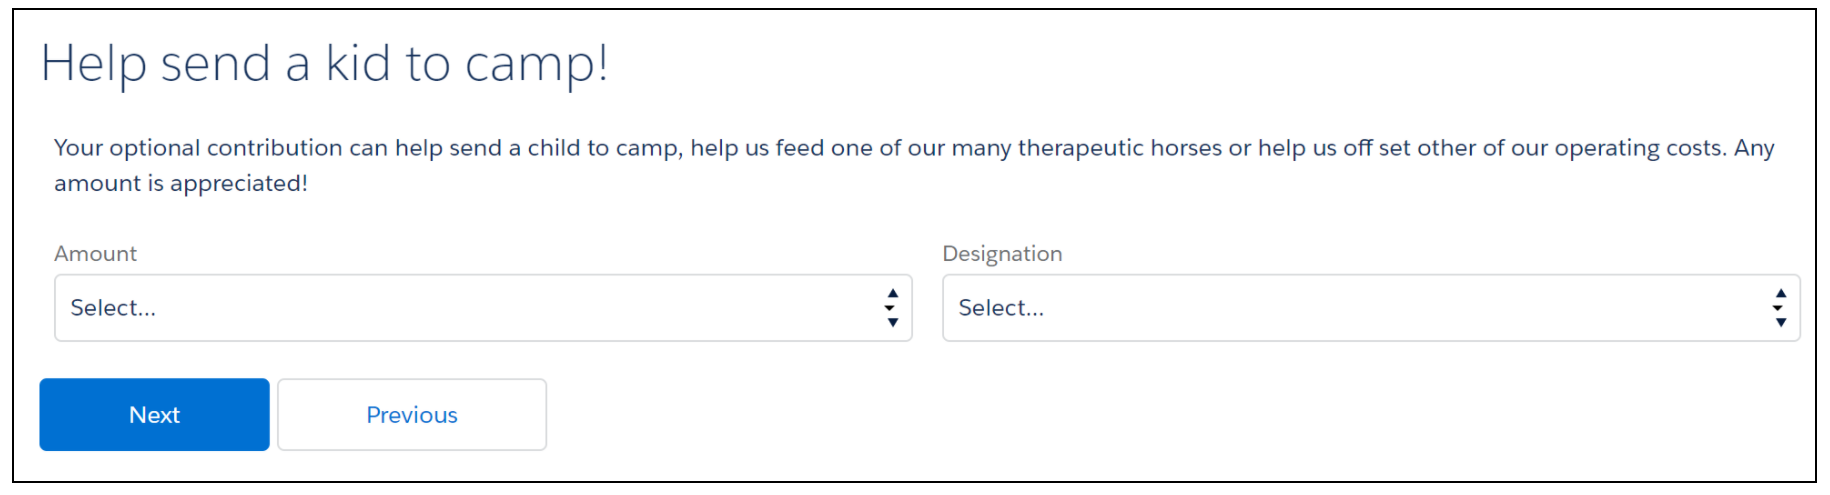 Help send a kid to camp!
Your optional contribution can help send a child to camp, help us feed one of our many therapeutic horses or help us off set other of our operating costs. Any
amount is appreciated!
Amount
Designation
Select...
Select...
Next
Previous